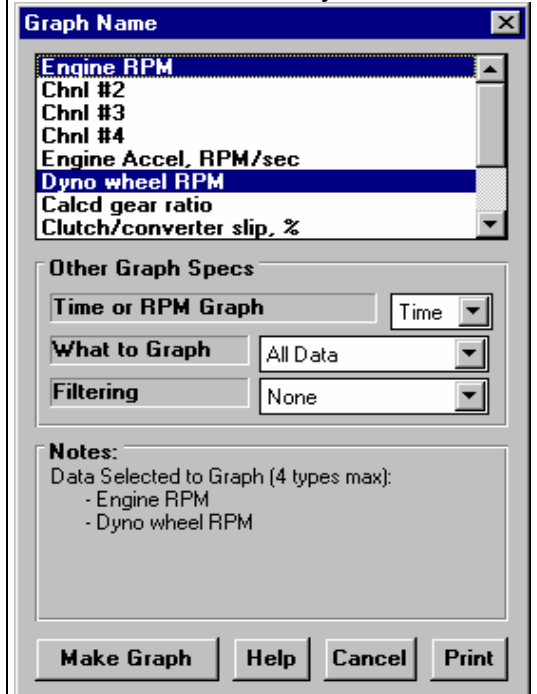 Graph Name
Engine RPM
Chnl #2
Chnl #3
Chnl #4
Engine Accel, RPM/sec
Dyno wheel RPM
Calcd gear ratio
Clutch/converter slip, %
Other Graph Specs
Time or RPM Graph Time
What to Graph All Data
Filtering None
Notes:
Data Selected to Graph (4 types max):
- Engine RPM
- Dyno wheel RPM
Make Graph Help Cancel Print